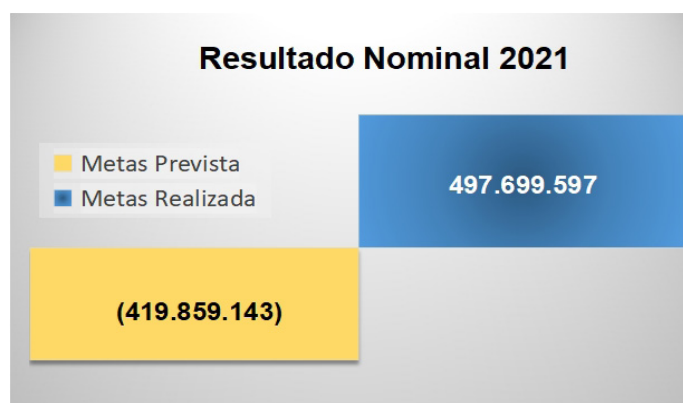 Resultado Nominal 2021
Metas Prevista
Metas Realizada
497.699.597
(419.859.143)